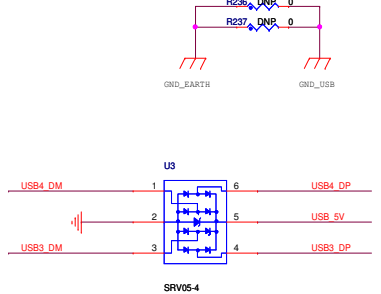 R236 DNP 0
R237 DNP 0
GND_EARTH GND_USB
U3
USB4_DM 1 6 USB4_DP
2 5 USB_5V
USB3_DM 3 4 USB3_DP
SRV05-4